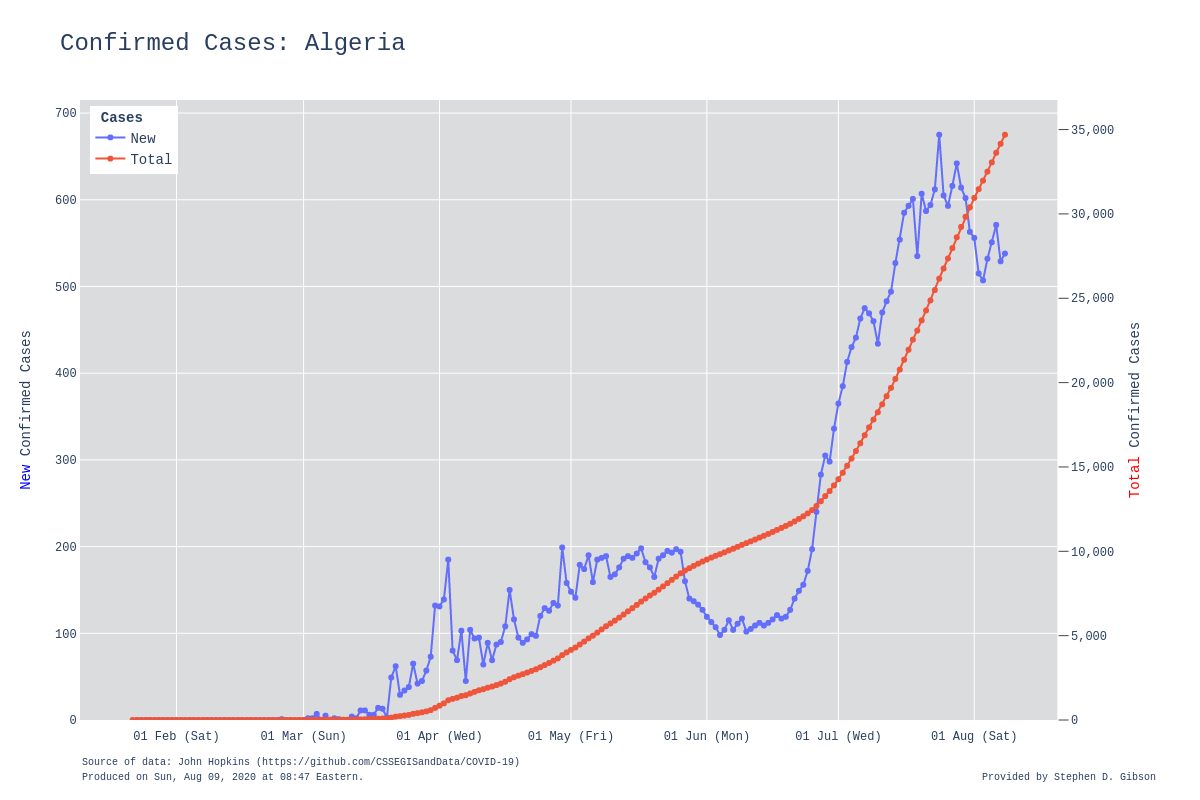 Confirmed Cases: Algeria
Cases
New
Total
700
600
500
400
300
200
100
0
35,000
30,000
25,000
20,000
15,000
10,000
5,000
0
New Confirmed Cases
Total Confirmed Cases
01 Feb (Sat) 01 Mar (Sun) 01 Apr (Wed) 01 May (Fri) 01 Jun (Mon) 01 Jul (Wed) 01 Aug (Sat)
Source of data: John Hopkins (https://github.com/CSSEGISandData/COVID-19)
Produced on Sun, Aug 09, 2020 at 08:47 Eastern.
Provided by Stephen D. Gibson